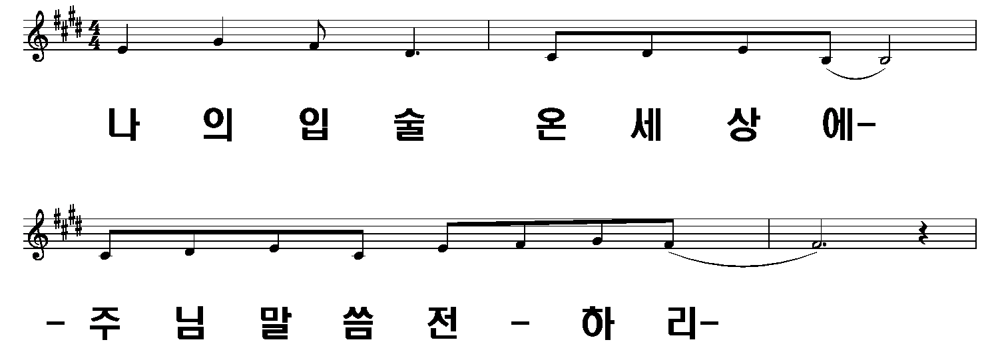 나 의 입 술 온 세 상 에-
- 주 님 말 씀 전 - 하 리-